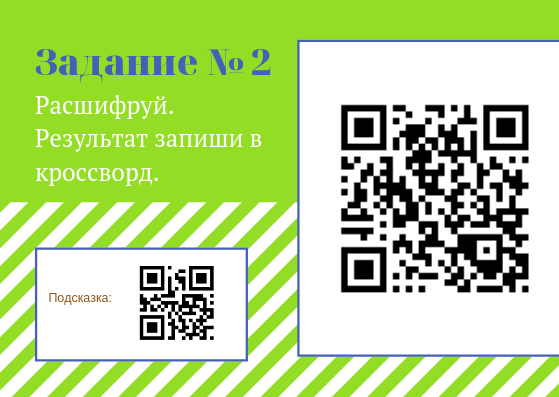 Задание № 2
Расшифруй.
Результат запиши в
кроссворд.
Подсказка: